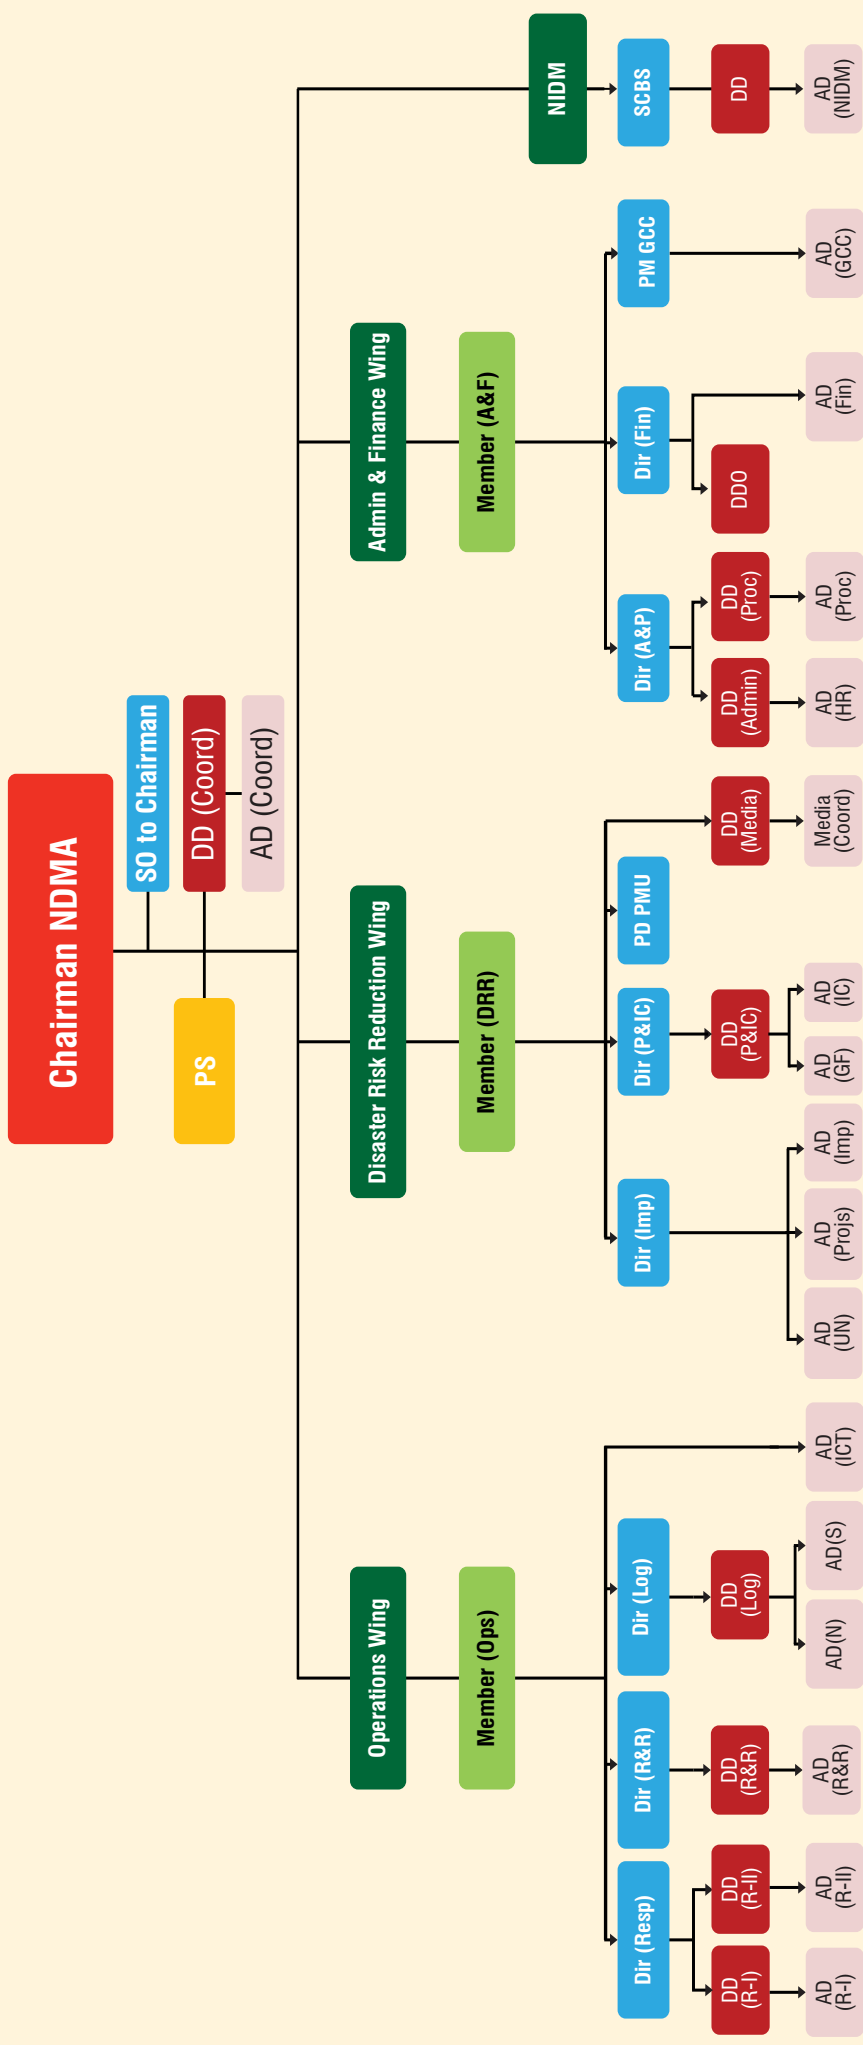 Chairman NDMA
SO to Chairman
PS
DD (Coord)
AD (Coord)
Operations Wing
Disaster Risk Reduction Wing
Admin & Finance Wing
Member (Ops)
Member (DRR)
Member (A&F)
NIDM
Dir (Resp)
Dir (R&R)
Dir (Log)
Dir (Imp)
Dir (P&IC)
PD PMU
Dir (A&P)
Dir (Fin)
PM GCC
SCBS
DD
(R-I)
DD
(R-II)
DD
(R&R)
DD
(Log)
DD
(P&IC)
DD
(Media)
DD
(Admin)
DD
(Proc)
DDO
DD
AD
(R-I)
AD
(R-II)
AD
(R&R)
AD(N)
AD(S)
AD
(ICT)
AD
(UN)
AD
(Projs)
AD
(Imp)
AD
(GF)
AD
(IC)
Media
(Coord)
AD
(HR)
AD
(Proc)
AD
(Fin)
AD
(GCC)
AD
(NIDM)